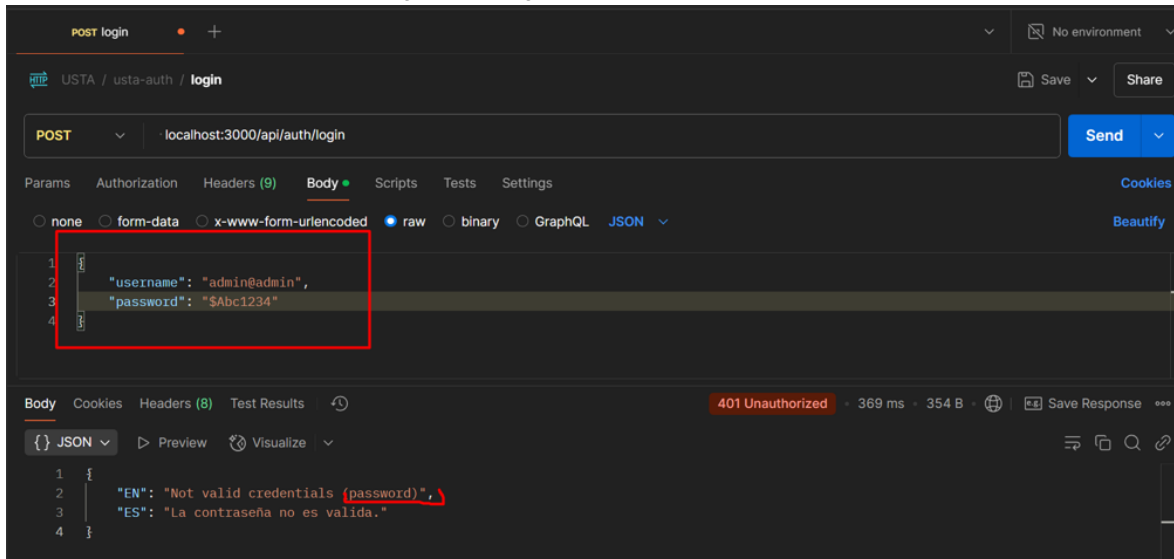 POST login
No environment
HTTP USTA / usta-auth / login
Save
Share
POST localhost:3000/api/auth/login
Send
Params Authorization Headers (9) Body Scripts Tests Settings Cookies
none form-data x-www-form-urlencoded raw binary GraphQL JSON Beautify
1 {
2 "username": "admin@admin",
3 "password": "$Abc1234"
4 }
Body Cookies Headers (8) Test Results 401 Unauthorized 369 ms 354 B e.g. Save Response
{} JSON Preview Visualize
1 {
2 "EN": "Not valid credentials (password)",
3 "ES": "La contraseña no es valida."
4 }